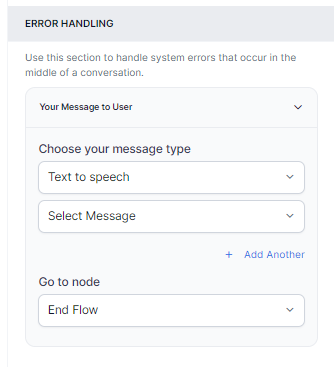 ERROR HANDLING
Use this section to handle system errors that occur in the
middle of a conversation.
Your Message to User
Choose your message type
Text to speech
Select Message
+ Add Another
Go to node
End Flow